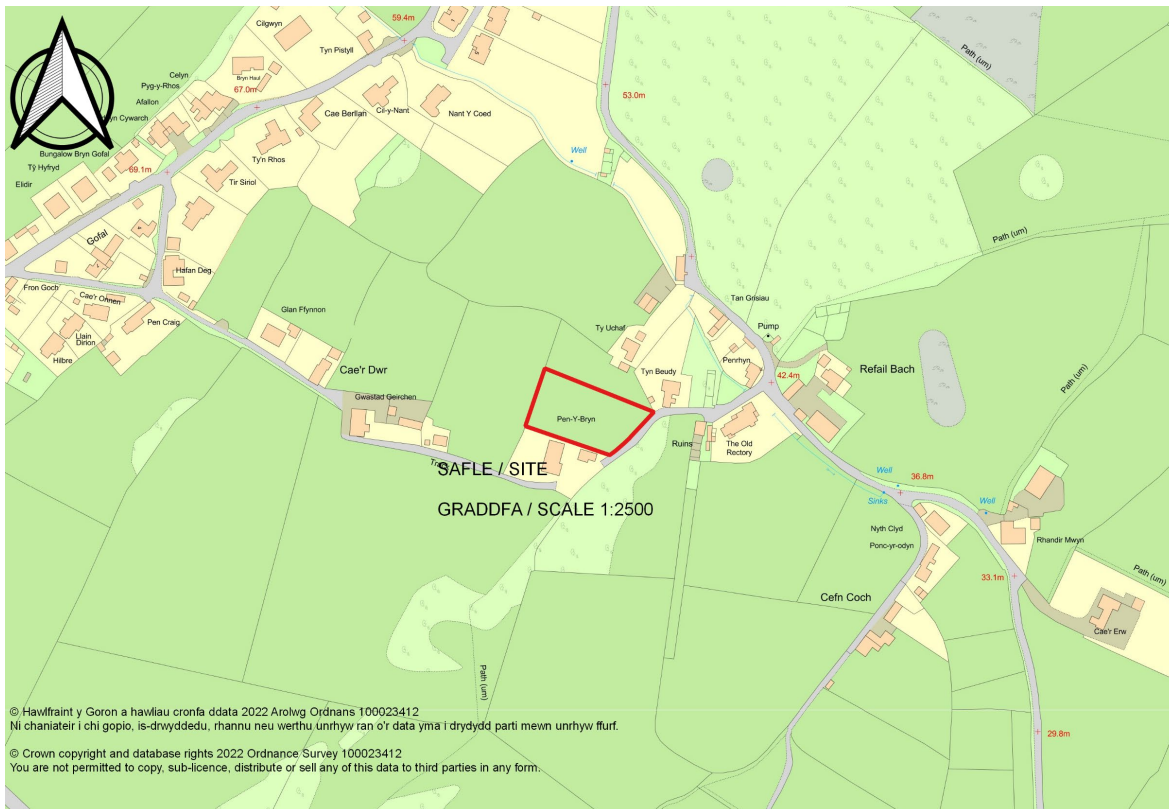 59.4m
Cilgwyn
Tyn Pistyll
Path (um)
Bryn Haul
Celyn
Pyg-y-Rhos
67.0m
53.0m
Afallon
Cae Berllan
Cil-y-Nant
Nant Y Coed
Cywarch
Bungalow Bryn Gofal
Ty'n Rhos
Well
Tŷ Hyfryd
69.1m
Elidir
Tir Siriol
Path (um)
Gofal
Hafan Deg
Fron Goch
Cae'r Onnen
Glan Ffynnon
Tan Grisiau
Pen Craig
Ty Uchaf
Pump
Llain
Dirion
Hilbre
Penrhyn
Cae'r Dwr
Tyn Beudy
42.4m
Refail Bach
Path (um)
Gwastad Geirchen
Pen-Y-Bryn
Ruins
The Old
Rectory
SAFLE / SITE
Well
36.8m
Sinks
Well
GRADDFA / SCALE 1:2500
Nyth Clyd
Ponc-yr-odyn
Rhandir Mwyn
33.1m
Path (um)
Cefn Coch
Cae'r Erw
Path (um)
29.8m
© Hawlfraint y Goron a hawliau cronfa ddata 2022 Arolwg Ordnans 100023412
Ni chaniateir i chi gopio, is-drwyddedu, rhannu neu werthu unrhyw ran o'r data yma i drydydd parti mewn unrhyw ffurf.
© Crown copyright and database rights 2022 Ordnance Survey 100023412
You are not permitted to copy, sub-licence, distribute or sell any of this data to third parties in any form.